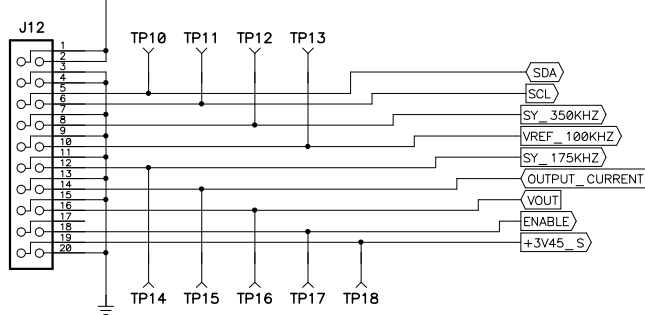 J12
TP10 TP11 TP12 TP13
1
2
3
4
5
6
7
8
9
10
11
12
13
14
15
16
17
18
19
20
SDA
SCL
SY_350KHZ
VREF_100KHZ
SY_175KHZ
OUTPUT_CURRENT
VOUT
ENABLE
+3V45_S
TP14 TP15 TP16 TP17 TP18